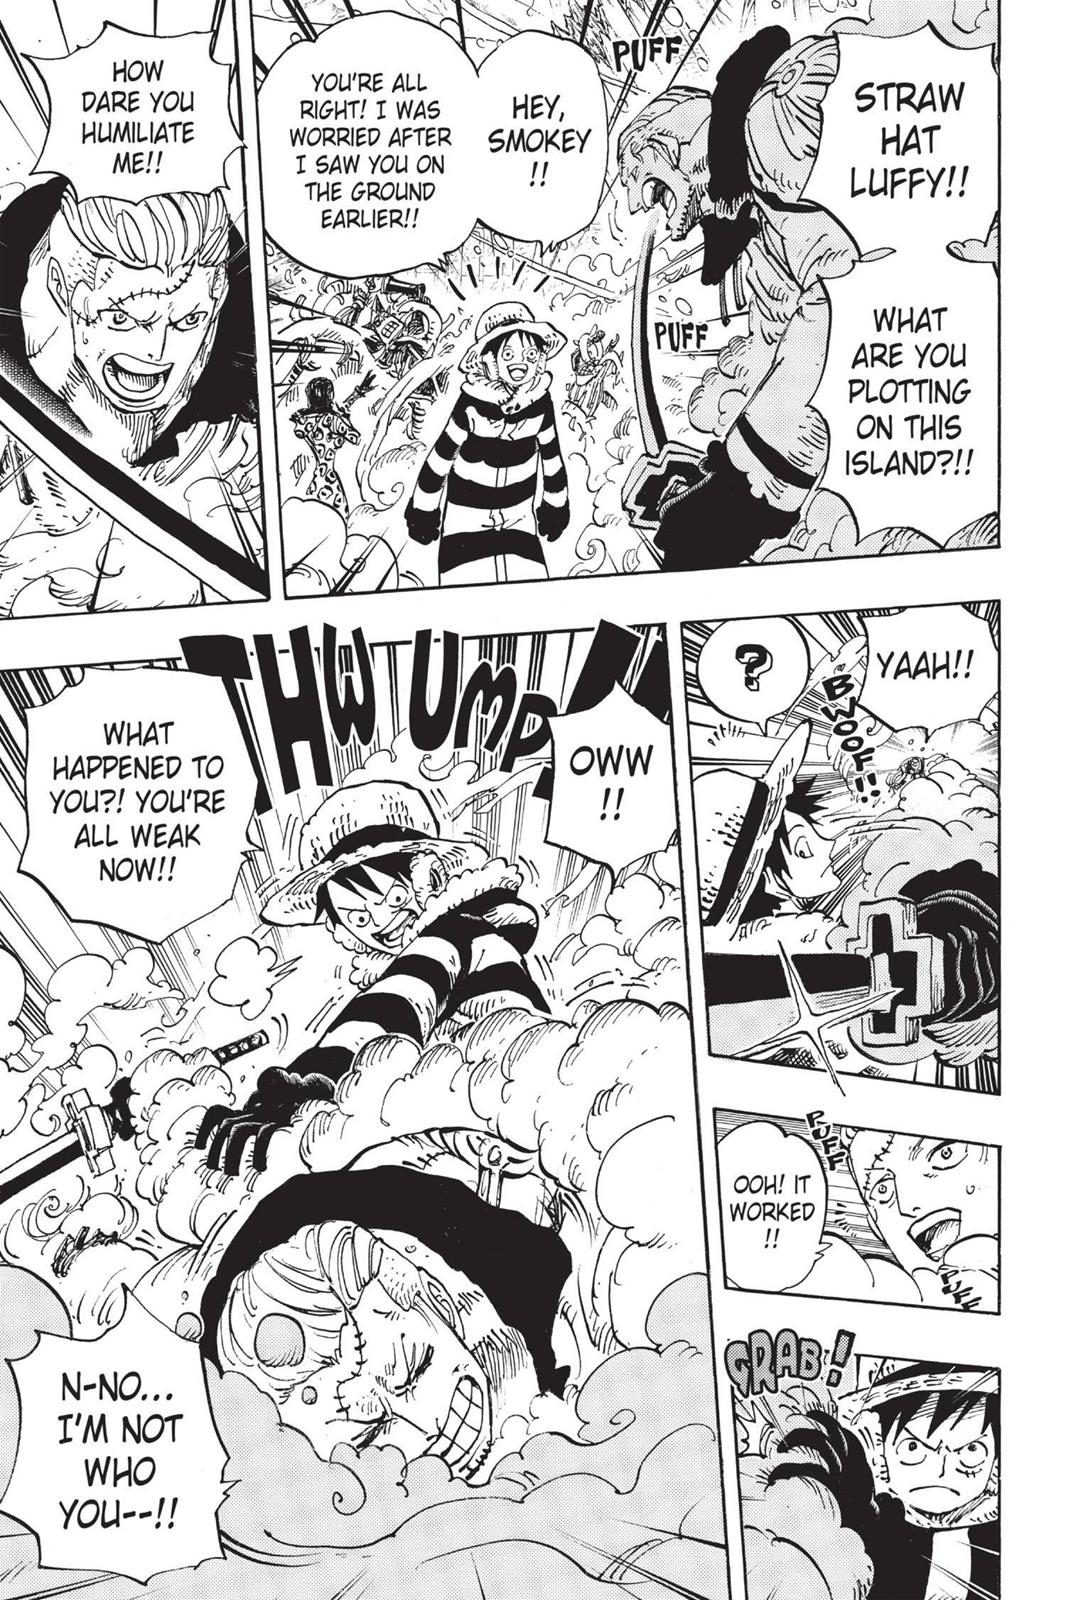 STRAW
HAT
LUFFY!!
WHAT
ARE YOU
PLOTTING
ON THIS
ISLAND?!!
PUFF
PUFF
HEY,
SMOKEY
!!
YOU'RE ALL
RIGHT! I WAS
WORRIED AFTER
I SAW YOU ON
THE GROUND
EARLIER!!
HOW
DARE YOU
HUMILIATE
ME!!
YAAH!!
?
BWOOF!!
PUFF
OOH! IT
WORKED
!!
PUFF
GRAB!
THWUMP!!
OWW
!!
WHAT
HAPPENED TO
YOU?! YOU'RE
ALL WEAK
NOW!!
N-NO...
I'M NOT
WHO
YOU--!!